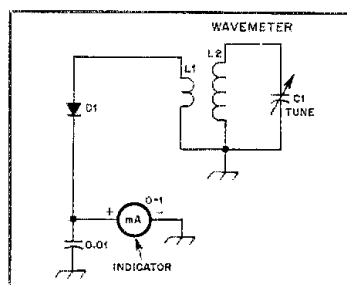 WAVEMETER
L1
L2
C1
TUNE
D1
0-1
+
mA
-
0.01
INDICATOR